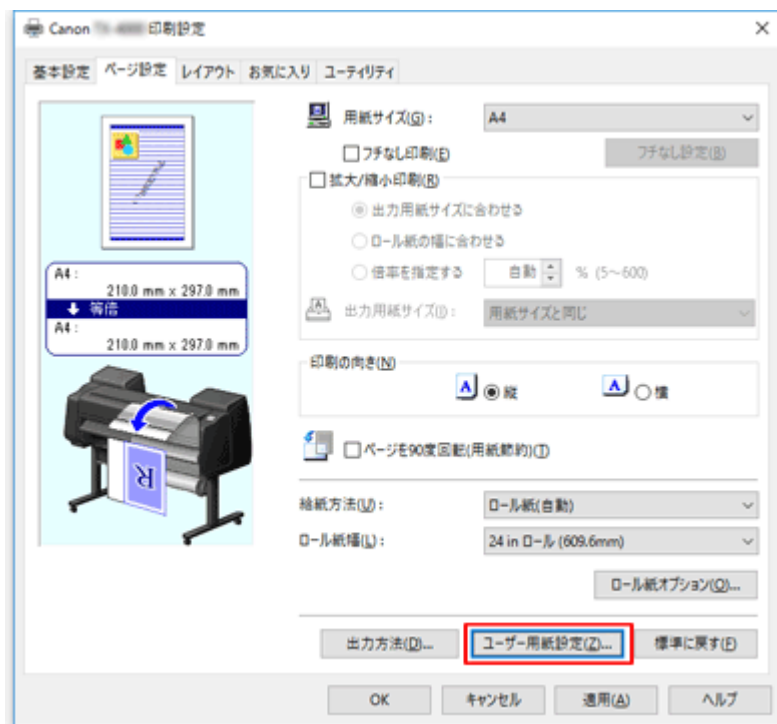 Canon 印刷設定
基本設定 ページ設定 レイアウト お気に入り ユーティリティ
用紙サイズ(G): A4
フチなし印刷(E) フチなし設定(B)
拡大/縮小印刷(R)
出力用紙サイズに合わせる
ロール紙の幅に合わせる
倍率を指定する 自動 % (5～600)
出力用紙サイズ(I): 用紙サイズと同じ
A4:
210.0 mm x 297.0 mm
等倍
A4:
210.0 mm x 297.0 mm
印刷の向き(N)
A 縦 A 横
ページを90度回転(用紙節約)(T)
R
給紙方法(U): ロール紙(自動)
ロール紙幅(L): 24 in ロール (609.6mm)
ロール紙オプション(O)...
出力方法(D)... ユーザー用紙設定(Z)... 標準に戻す(F)
OK キャンセル 適用(A) ヘルプ